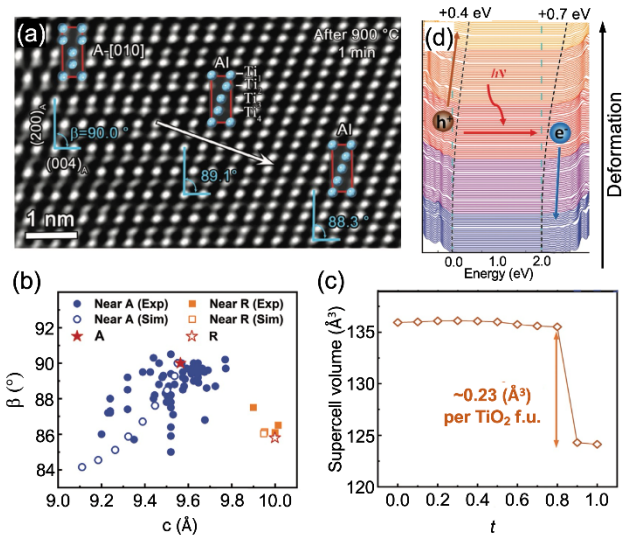 (a)
A-[010]
After 900 °C
1 min
AI
Ti
Ti
Ti
Ti4
AI
(200)A
β=90.0 °
(004)A
89.1°
88.3°
1 nm
(d)
+0.4 eV
+0.7 eV
hν
h+
e-
Deformation
0.0
1.0
2.0
Energy (eV)
(b)
Near A (Exp)
Near R (Exp)
Near A (Sim)
Near R (Sim)
A
R
β (°)
92
90
88
86
84
9.0
9.2
9.4
9.6
9.8
10.0
c (Å)
(c)
Supercell volume (Å³)
135
130
125
120
~0.23 (Å³)
per TiO₂ f.u.
0.0
0.2
0.4
0.6
0.8
1.0
t